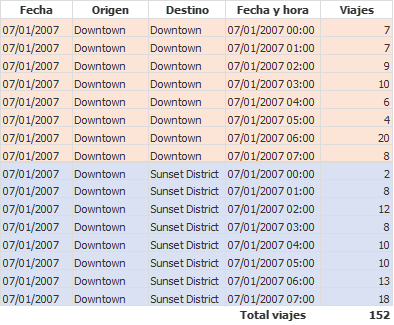 Fecha Origen Destino Fecha y hora Viajes
07/01/2007 Downtown Downtown 07/01/2007 00:00 7
07/01/2007 Downtown Downtown 07/01/2007 01:00 7
07/01/2007 Downtown Downtown 07/01/2007 02:00 9
07/01/2007 Downtown Downtown 07/01/2007 03:00 10
07/01/2007 Downtown Downtown 07/01/2007 04:00 6
07/01/2007 Downtown Downtown 07/01/2007 05:00 4
07/01/2007 Downtown Downtown 07/01/2007 06:00 20
07/01/2007 Downtown Downtown 07/01/2007 07:00 8
07/01/2007 Downtown Sunset District 07/01/2007 00:00 2
07/01/2007 Downtown Sunset District 07/01/2007 01:00 8
07/01/2007 Downtown Sunset District 07/01/2007 02:00 12
07/01/2007 Downtown Sunset District 07/01/2007 03:00 8
07/01/2007 Downtown Sunset District 07/01/2007 04:00 10
07/01/2007 Downtown Sunset District 07/01/2007 05:00 10
07/01/2007 Downtown Sunset District 07/01/2007 06:00 13
07/01/2007 Downtown Sunset District 07/01/2007 07:00 18
Total viajes 152